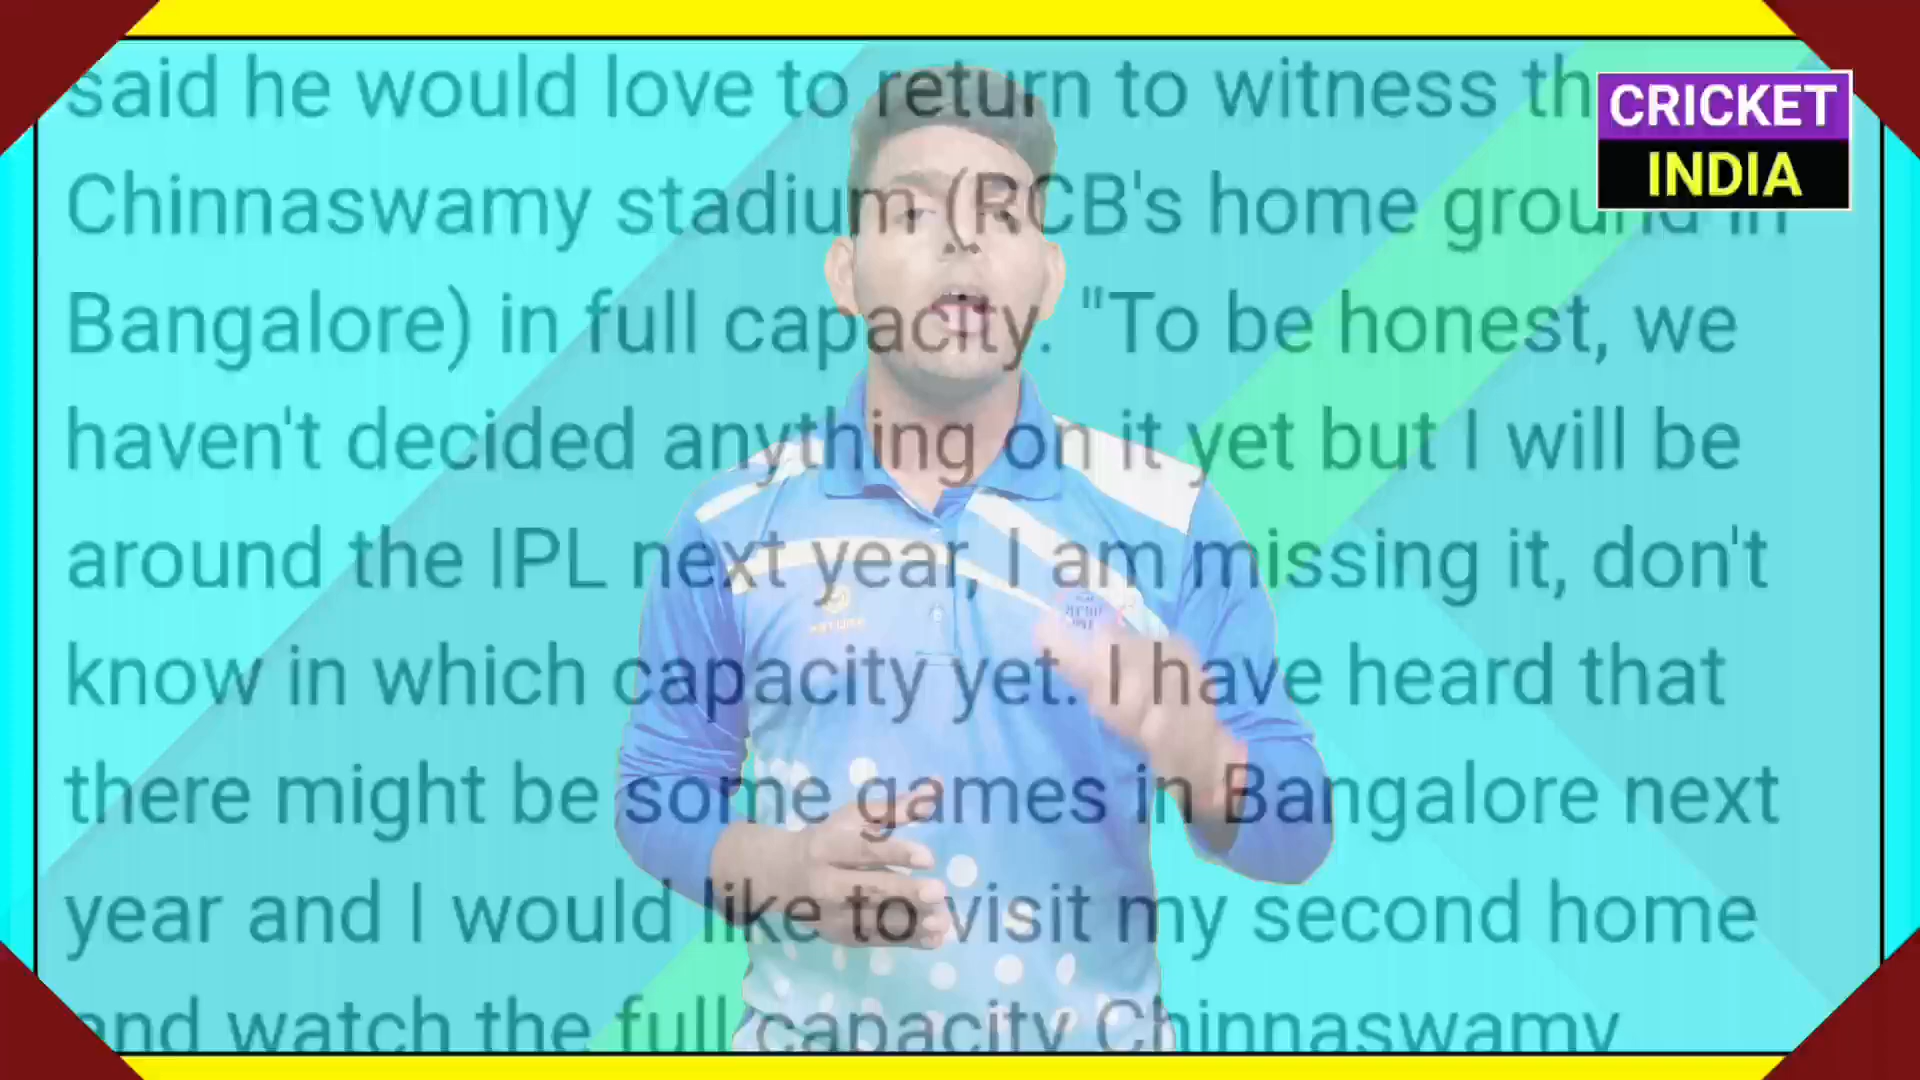 said he would love to return to witness th
CRICKET
INDIA
Chinnaswamy stadium (RCB's home ground in
Bangalore) in full capacity. "To be honest, we
haven't decided anything on it yet but I will be
around the IPL next year, I am missing it, don't
know in which capacity yet. I have heard that
there might be some games in Bangalore next
year and I would like to visit my second home
and watch the full capacity Chinnaswamy